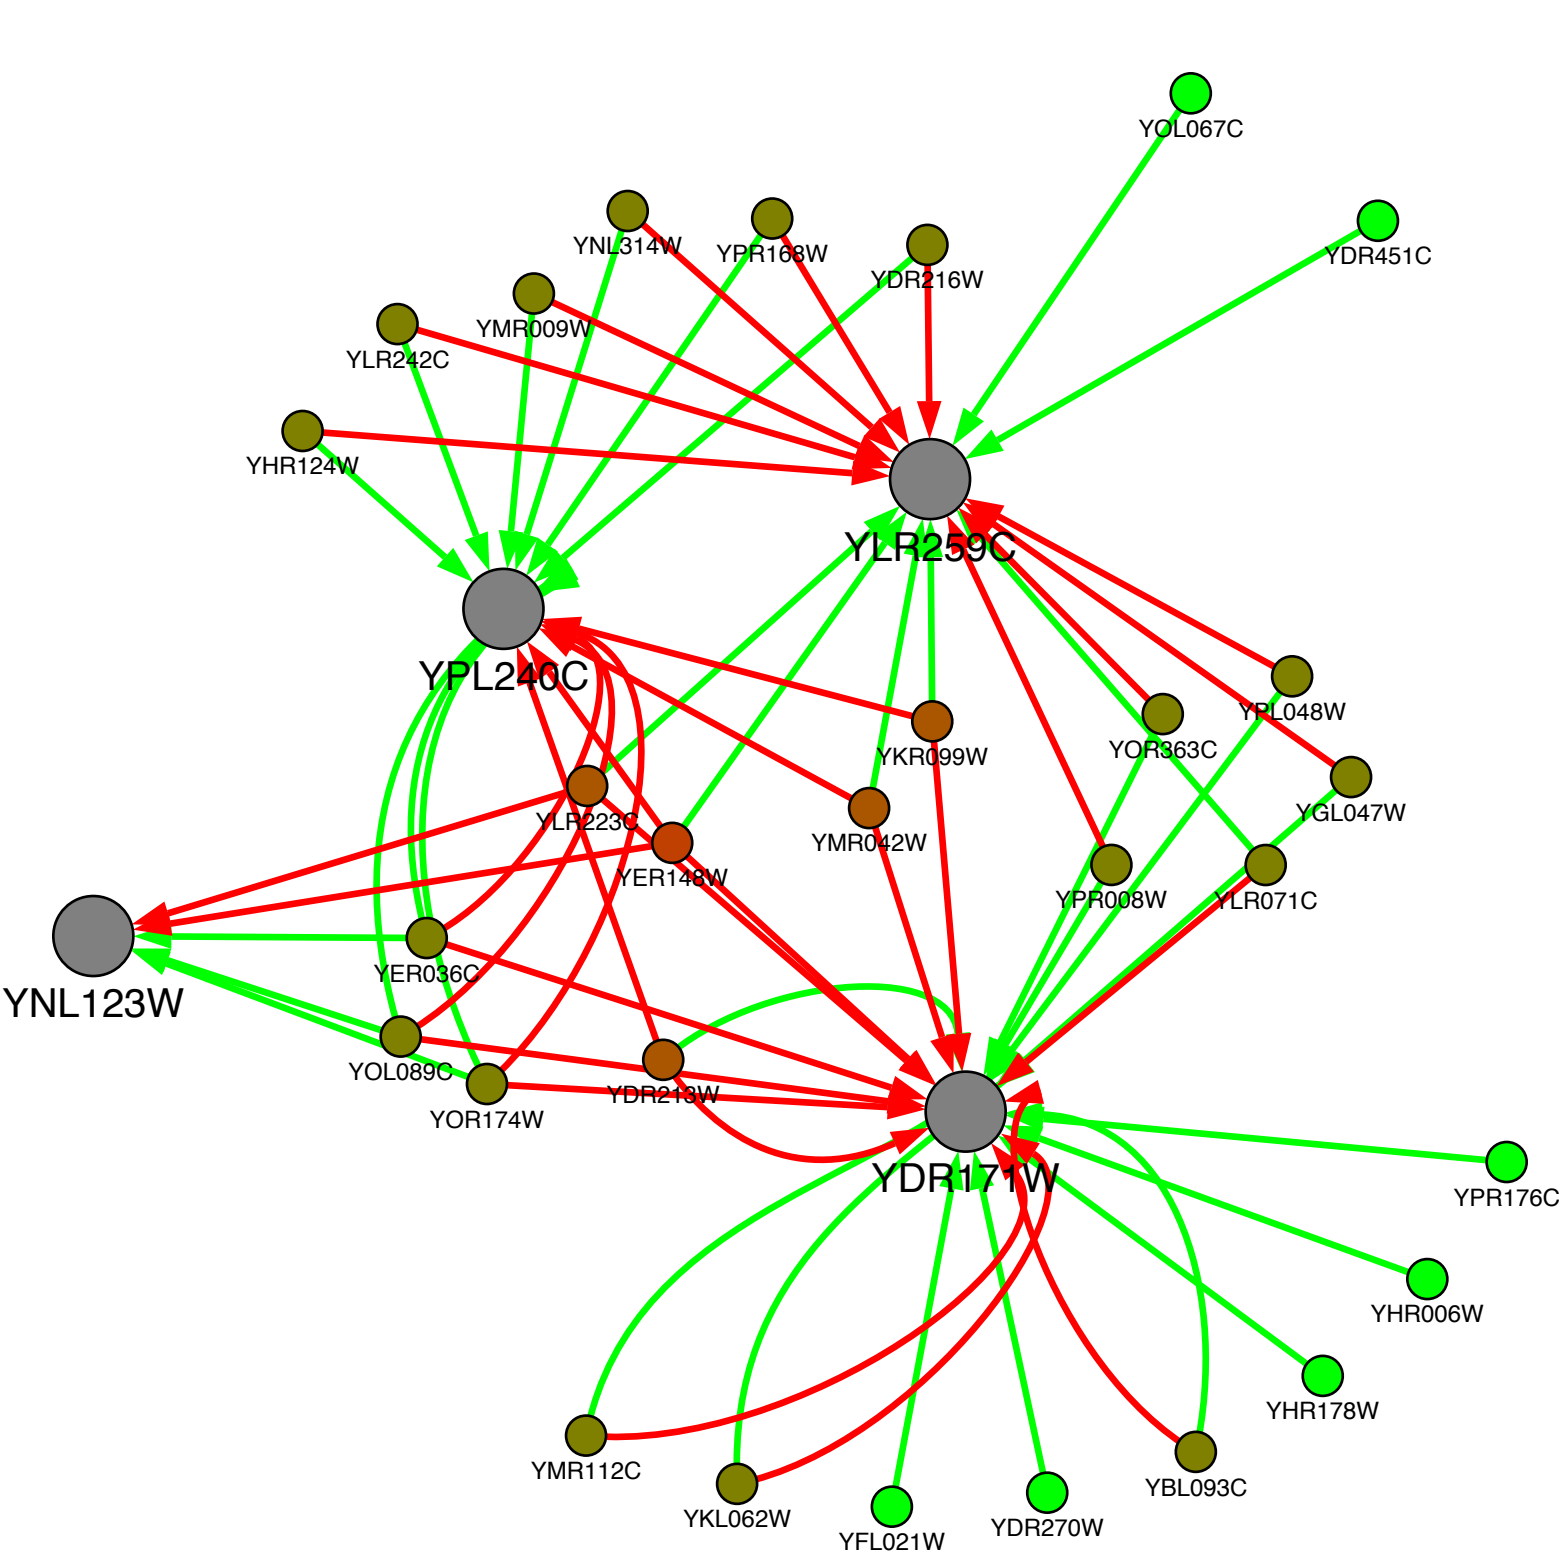 YOL067C
YNL314W
YPR168W
YDR216W
YDR451C
YMR009W
YLR242C
YHR124W
YLR259C
YPL240C
YPL048W
YOR363C
YKR099W
YGL047W
YLR223C
YMR042W
YER148W
YPR008W
YLR071C
YER036C
YNL123W
YOL089C
YDR213W
YOR174W
YDR171W
YPR176C
YHR006W
YHR178W
YMR112C
YBL093C
YKL062W
YDR270W
YFL021W